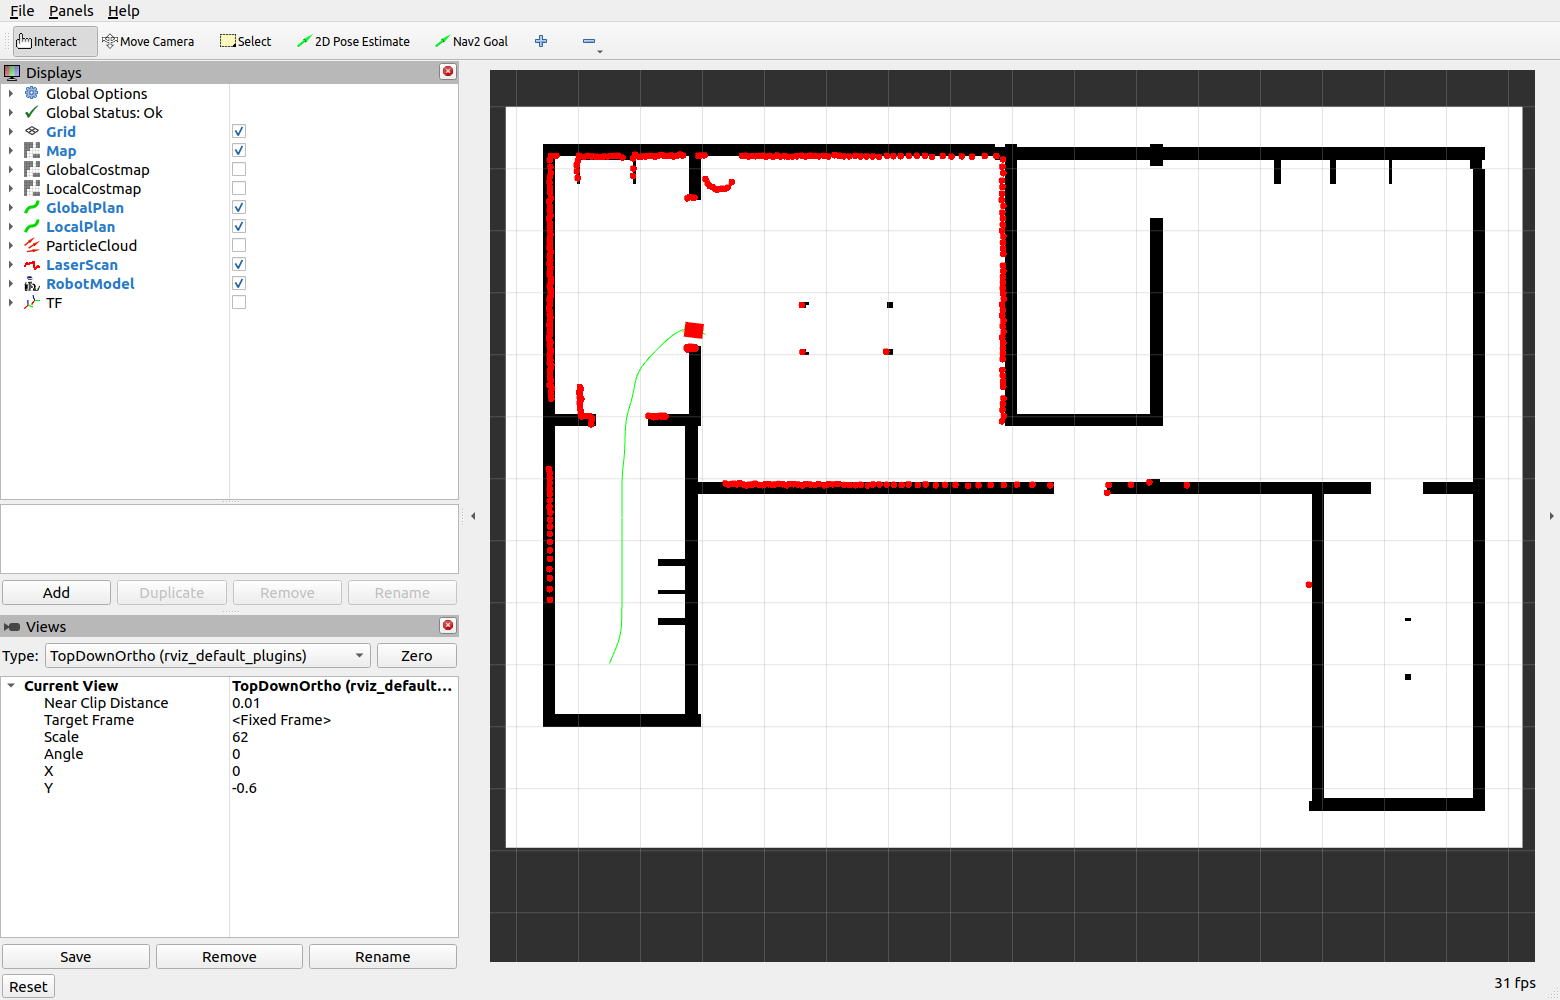 File Panels Help
Interact Move Camera Select 2D Pose Estimate Nav2 Goal
Displays
Global Options
Global Status: Ok
Grid
Map
GlobalCostmap
LocalCostmap
GlobalPlan
LocalPlan
ParticleCloud
LaserScan
RobotModel
TF
Add Duplicate Remove Rename
Views
Type: TopDownOrtho (rviz_default_plugins) Zero
Current View TopDownOrtho (rviz_default...
Near Clip Distance 0.01
Target Frame <Fixed Frame>
Scale 62
Angle 0
X 0
Y -0.6
Save Remove Rename
Reset
31 fps